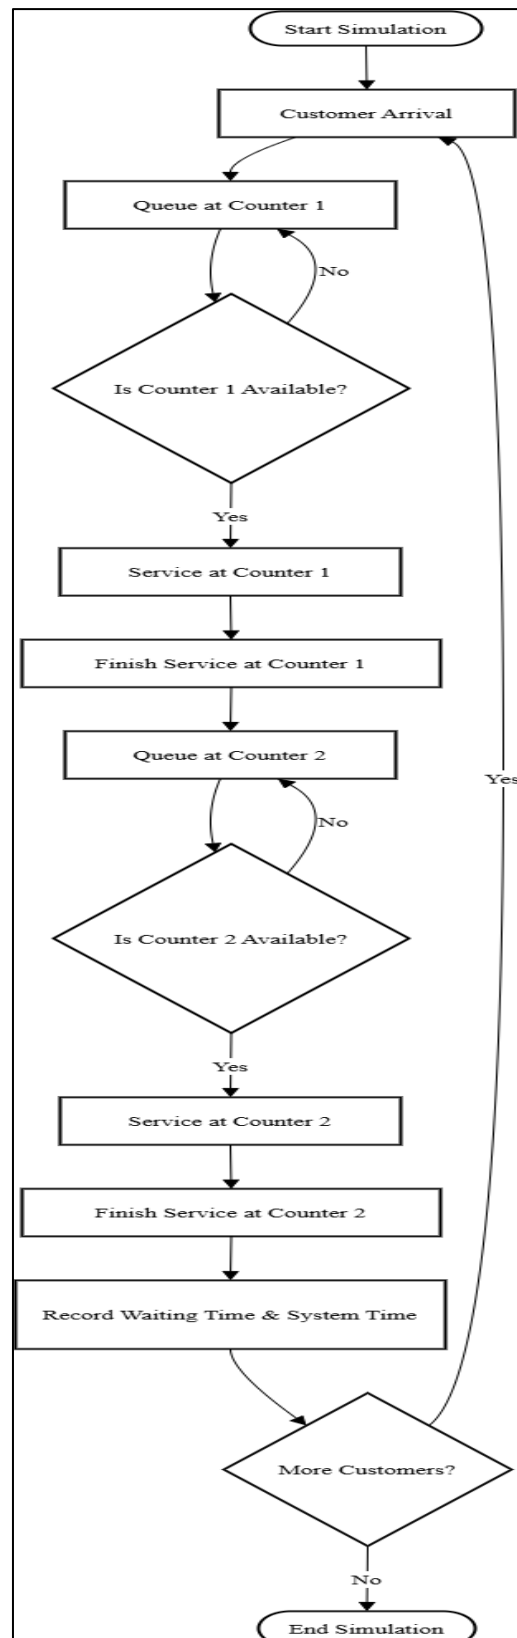 Start Simulation
Customer Arrival
Queue at Counter 1
No
Is Counter 1 Available?
Yes
Service at Counter 1
Finish Service at Counter 1
Queue at Counter 2
Yes
No
Is Counter 2 Available?
Yes
Service at Counter 2
Finish Service at Counter 2
Record Waiting Time & System Time
More Customers?
No
End Simulation